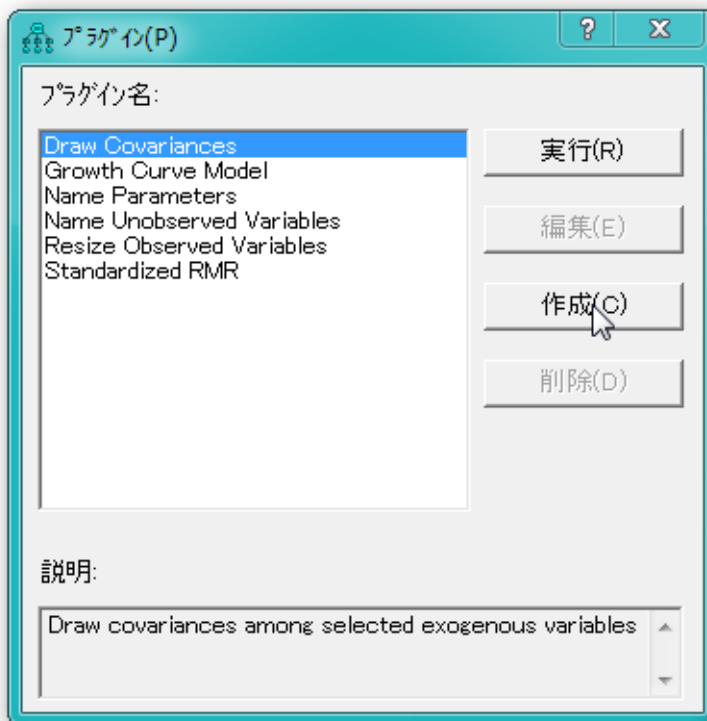 ﾌﾟﾗｸﾞｲﾝ(P)
ﾌﾟﾗｸﾞｲﾝ名:
Draw Covariances
Growth Curve Model
Name Parameters
Name Unobserved Variables
Resize Observed Variables
Standardized RMR
実行(R)
編集(E)
作成(C)
削除(D)
説明:
Draw covariances among selected exogenous variables